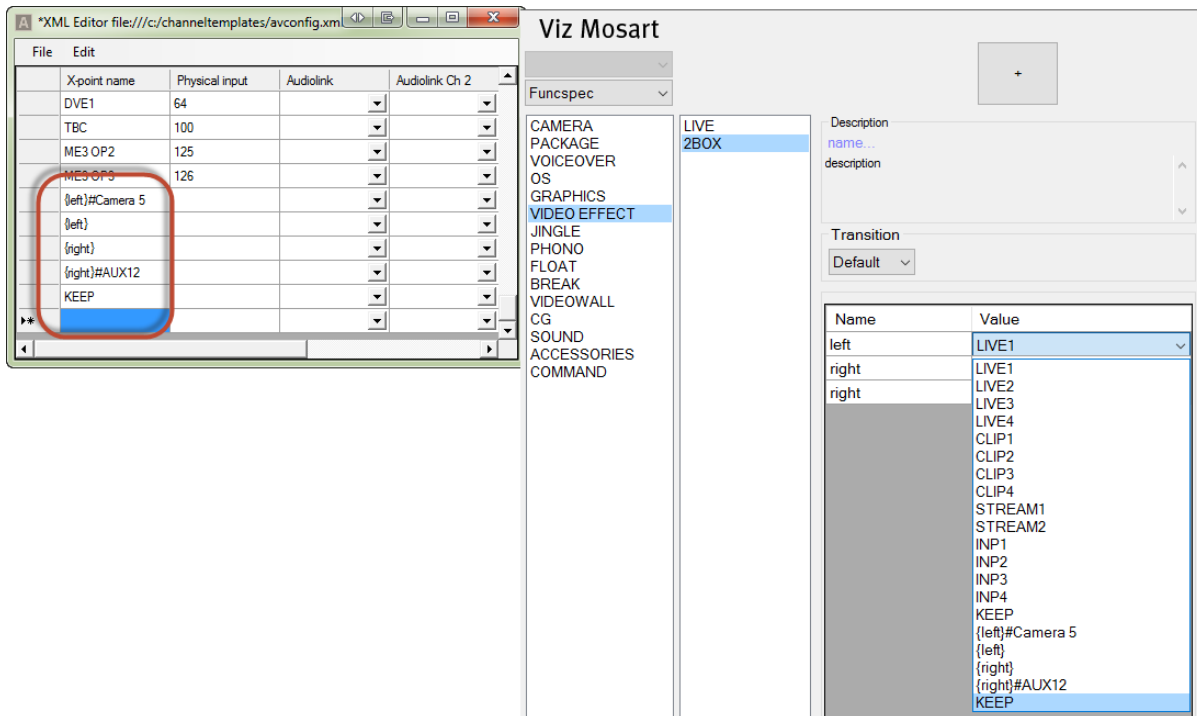 *XML Editor file:///c:/channeltemplates/avconfig.xml
File Edit
X-point name Physical input Audiolink Audiolink Ch 2
DVE1 64
TBC 100
ME3 OP2 125
ME3 OP3 126
{left}#Camera 5
{left}
{right}
{right}#AUX12
KEEP
Viz Mosart
Funcspec
CAMERA
PACKAGE
VOICEOVER
OS
GRAPHICS
VIDEO EFFECT
JINGLE
PHONO
FLOAT
BREAK
VIDEOWALL
CG
SOUND
ACCESSORIES
COMMAND
LIVE
2BOX
+
Description
name...
description
Transition
Default
Name Value
left LIVE1
right
right
LIVE1
LIVE2
LIVE3
LIVE4
CLIP1
CLIP2
CLIP3
CLIP4
STREAM1
STREAM2
INP1
INP2
INP3
INP4
KEEP
{left}#Camera 5
{left}
{right}
{right}#AUX12
KEEP